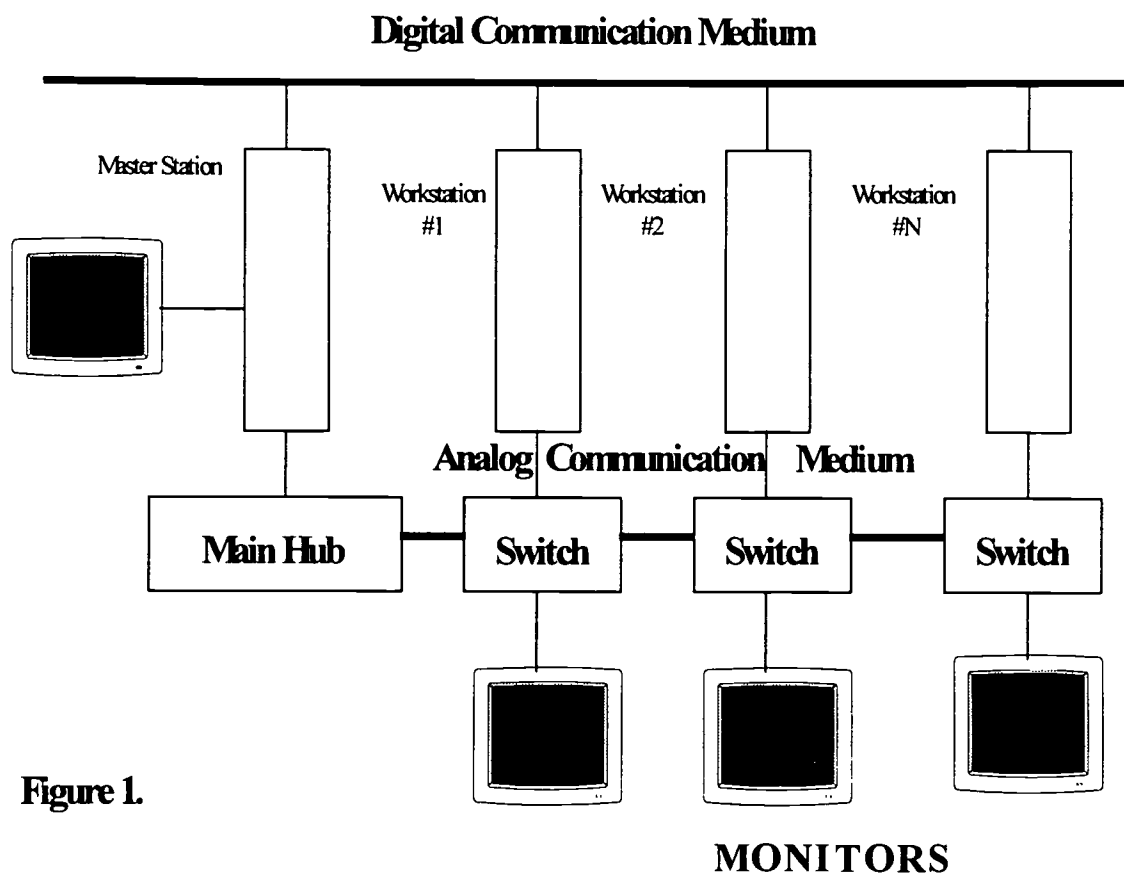 Digital Communication Medium
Master Station
Workstation
#1
Workstation
#2
Workstation
#N
Analog Communication Medium
Main Hub
Switch
Switch
Switch
Figure 1.
MONITORS